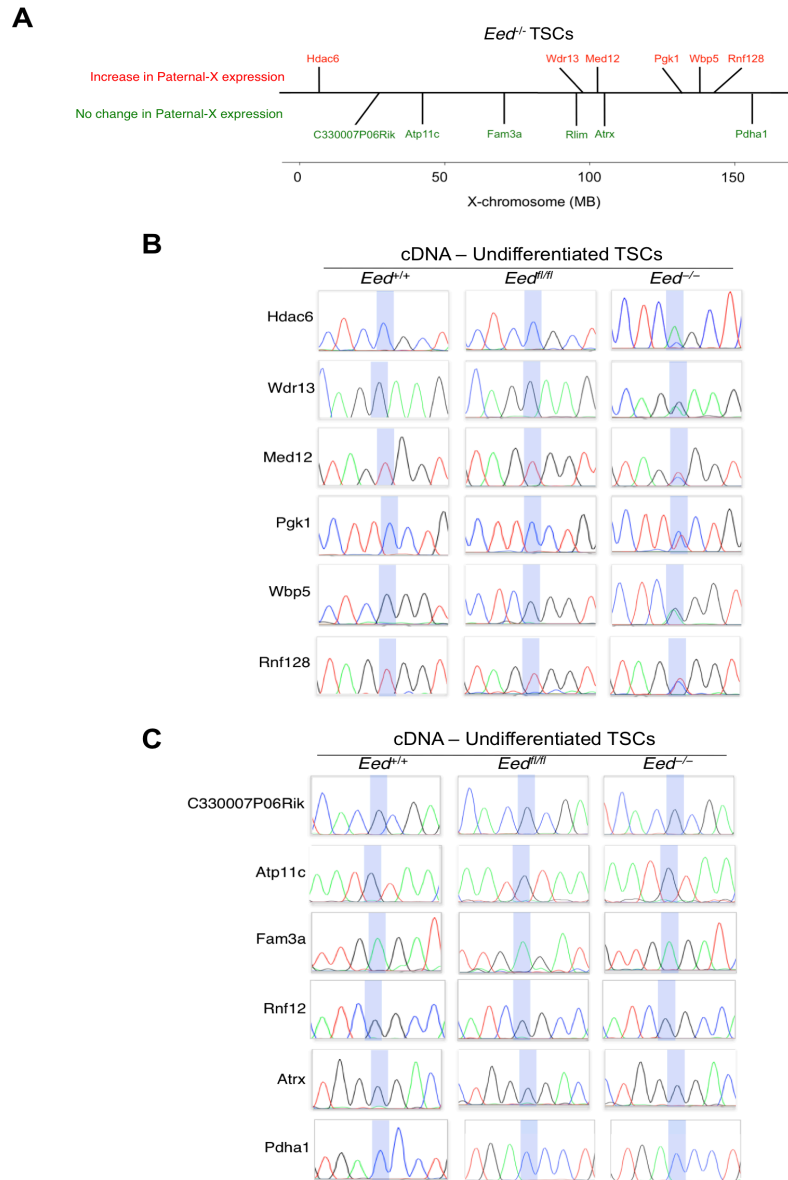 A
Eed-/- TSCs
Hdac6 Wdr13 Med12 Pgk1 Wbp5 Rnf128
Increase in Paternal-X expression
No change in Paternal-X expression
C330007P06Rik Atp11c Fam3a Rlim Atrx Pdha1
0 50 100 150
X-chromosome (MB)
B
cDNA – Undifferentiated TSCs
Eed+/+ Eedfl/fl Eed–/–
Hdac6
Wdr13
Med12
Pgk1
Wbp5
Rnf128
C
cDNA – Undifferentiated TSCs
Eed+/+ Eedfl/fl Eed–/–
C330007P06Rik
Atp11c
Fam3a
Rnf12
Atrx
Pdha1